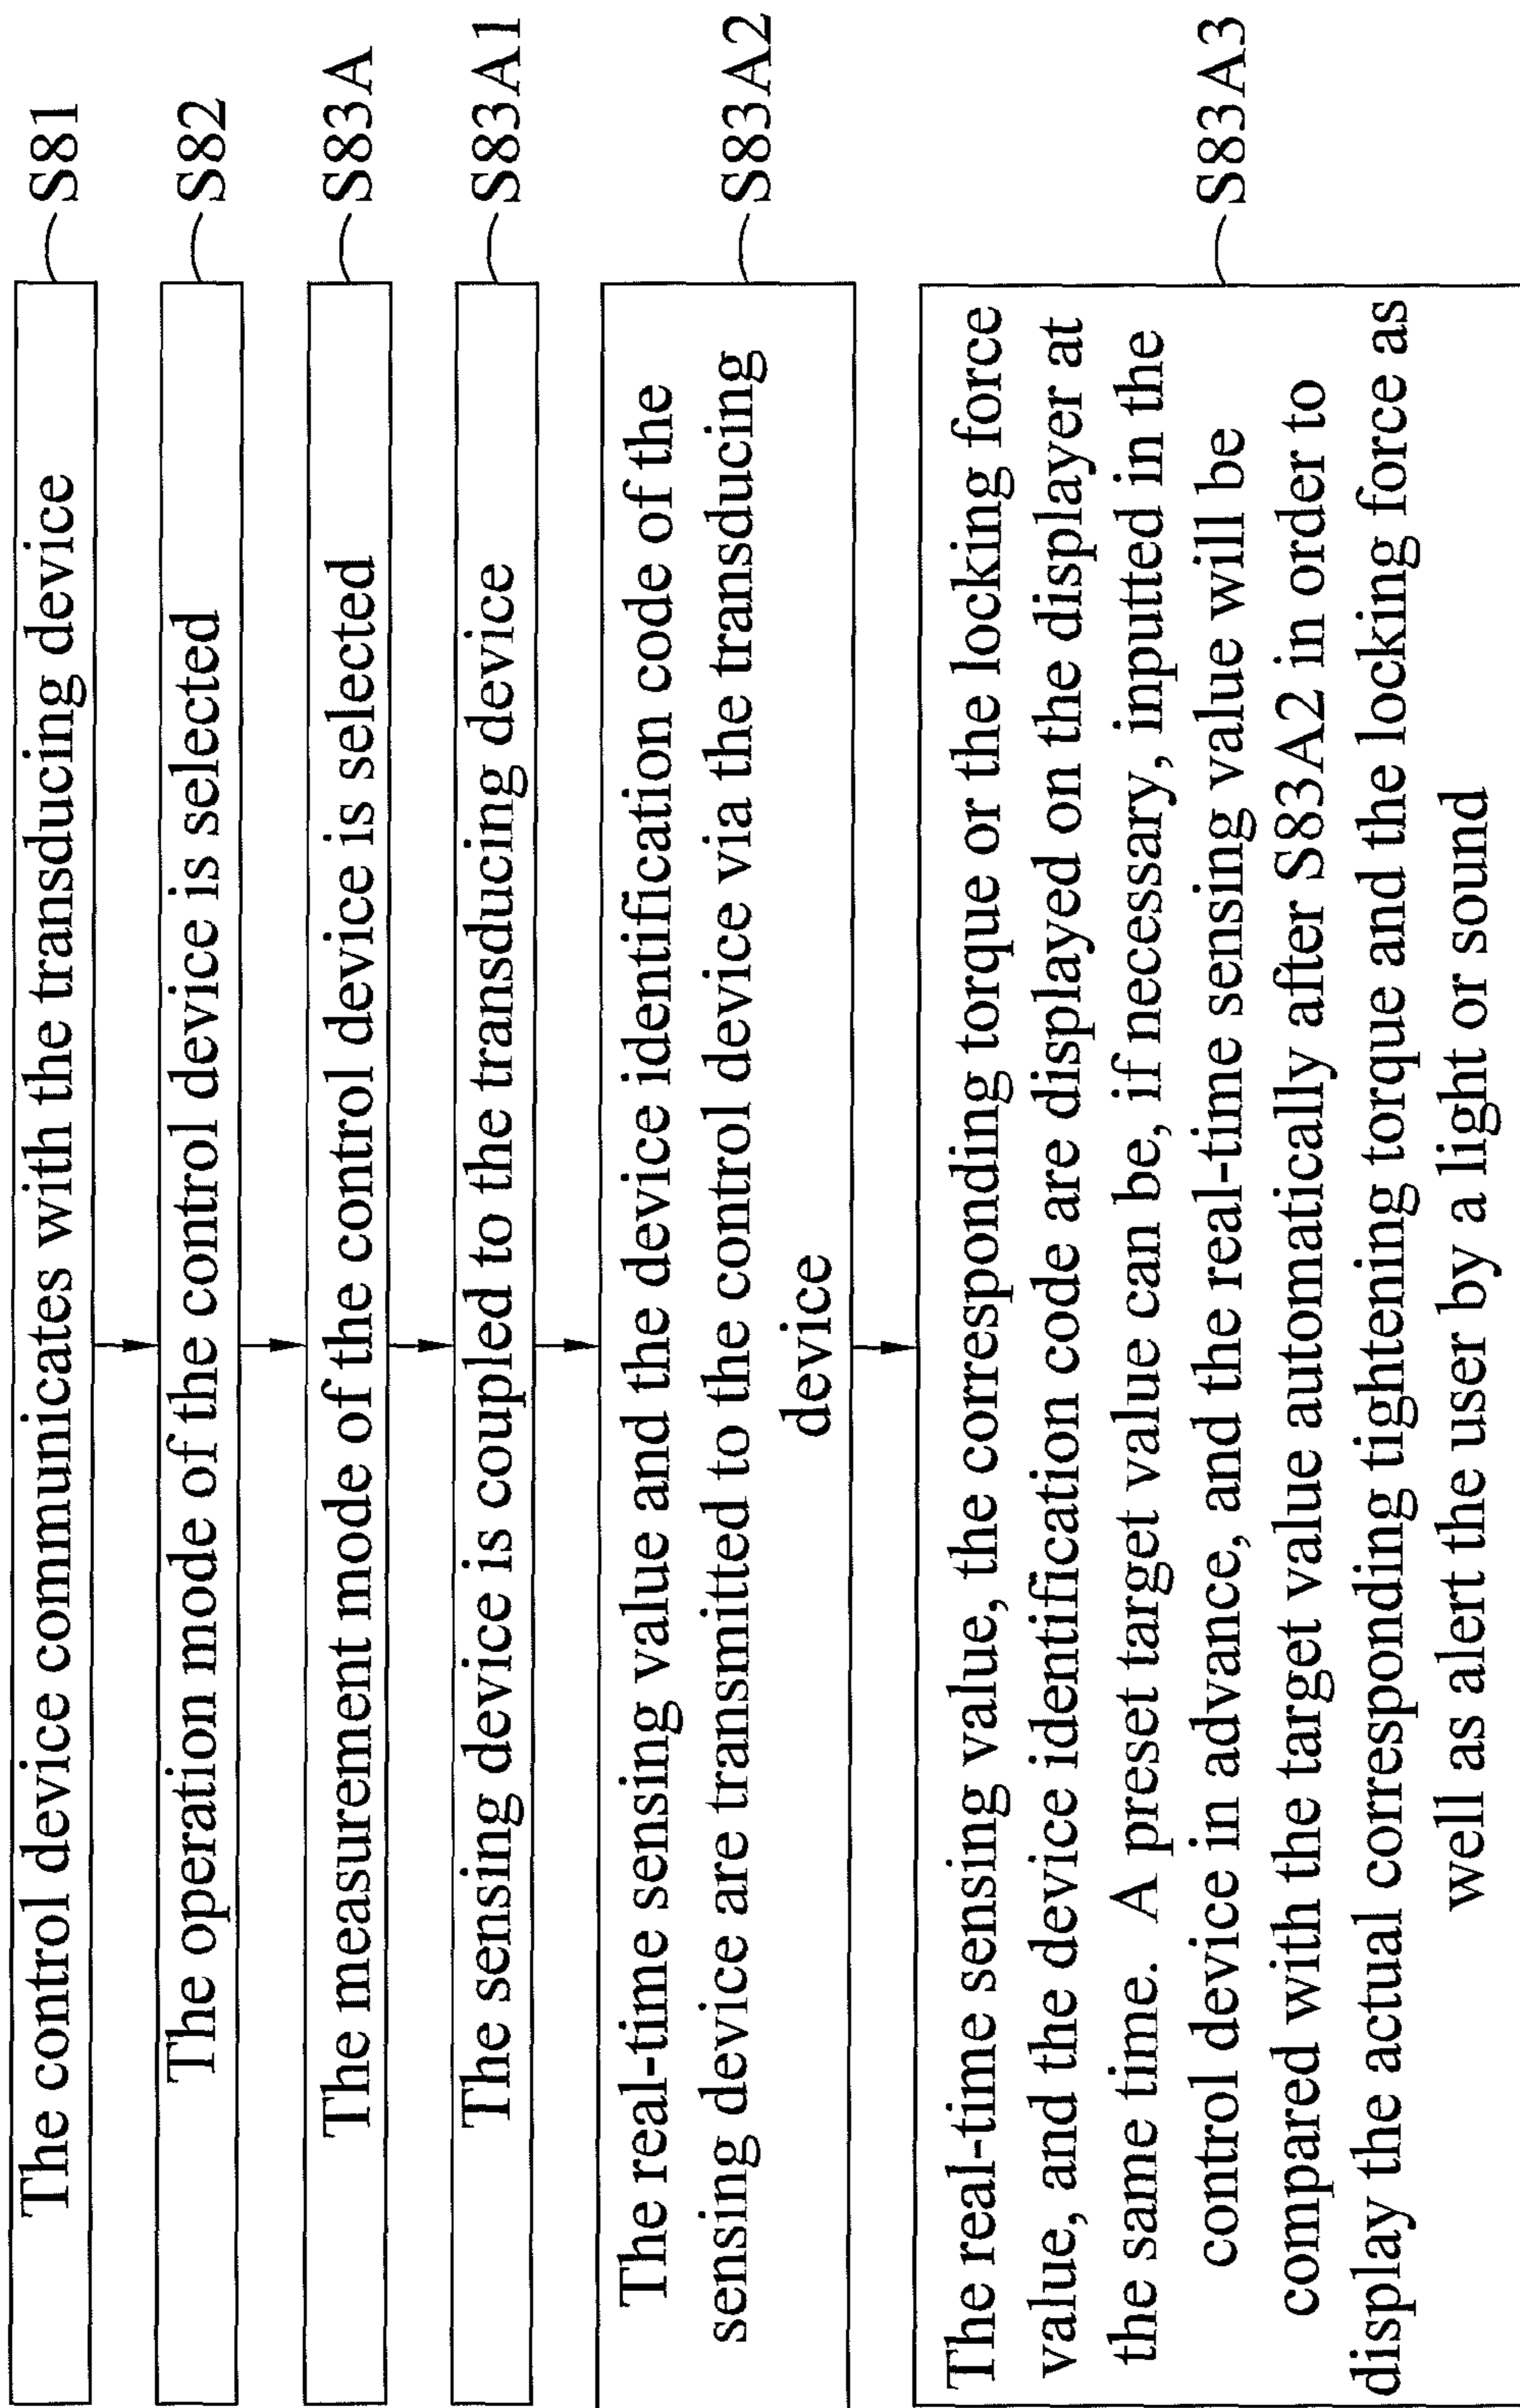 The control device communicates with the transducing device
S81
The operation mode of the control device is selected
S82
The measurement mode of the control device is selected
S83A
The sensing device is coupled to the transducing device
S83A1
The real-time sensing value and the device identification code of the
sensing device are transmitted to the control device via the transducing
device
S83A2
The real-time sensing value, the corresponding torque or the locking force
value, and the device identification code are displayed on the displayer at
the same time. A preset target value can be, if necessary, inputted in the
control device in advance, and the real-time sensing value will be
compared with the target value automatically after S83A2 in order to
display the actual corresponding tightening torque and the locking force as
well as alert the user by a light or sound
S83A3